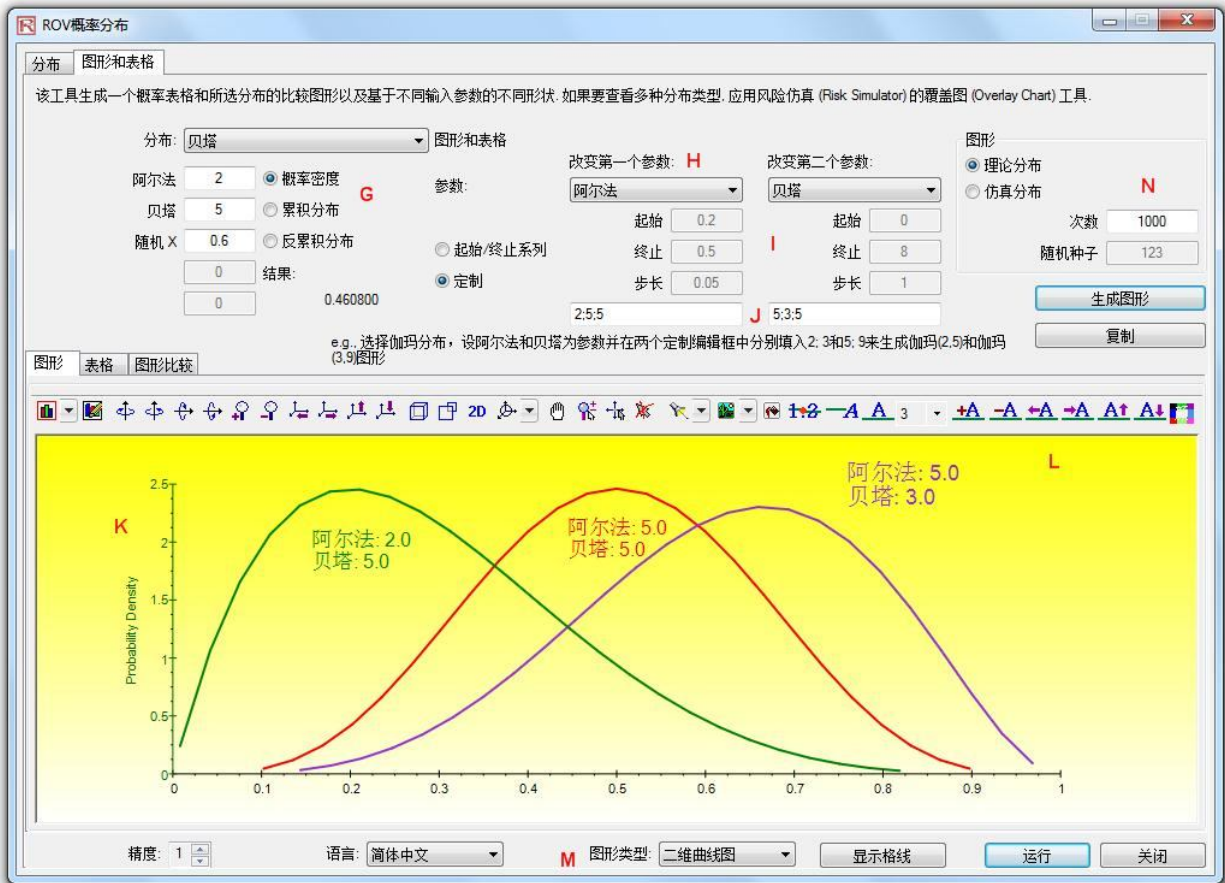 ROV概率分布
分布 图形和表格
该工具生成一个概率表格和所选分布的比较图形以及基于不同输入参数的不同形状. 如果要查看多种分布类型, 应用风险仿真 (Risk Simulator) 的覆盖图 (Overlay Chart) 工具.
分布: 贝塔 图形和表格 图形
改变第一个参数: H 改变第二个参数: 理论分布
阿尔法 2 概率密度 G 参数: 阿尔法 贝塔 仿真分布 N
贝塔 5 累积分布 起始 0.2 起始 0 次数 1000
随机 X 0.6 反累积分布 起始/终止系列 终止 0.5 I 终止 8 随机种子 123
0 结果: 定制 步长 0.05 步长 1 生成图形
0 0.460800 2;5;5 J 5;3;5 复制
e.g., 选择伽玛分布，设阿尔法和贝塔为参数并在两个定制编辑框中分别填入2; 3和5; 9来生成伽玛(2,5)和伽玛
(3,9)图形
图形 表格 图形比较
2D 1.2 A A 3 +A -A A A A A
L
K
阿尔法: 5.0
贝塔: 3.0
阿尔法: 2.0
贝塔: 5.0
阿尔法: 5.0
贝塔: 5.0
Probability Density
2.5
2
1.5
1
0.5
0
0 0.1 0.2 0.3 0.4 0.5 0.6 0.7 0.8 0.9 1
精度: 1 语言: 简体中文 M 图形类型: 二维曲线图 显示格线 运行 关闭